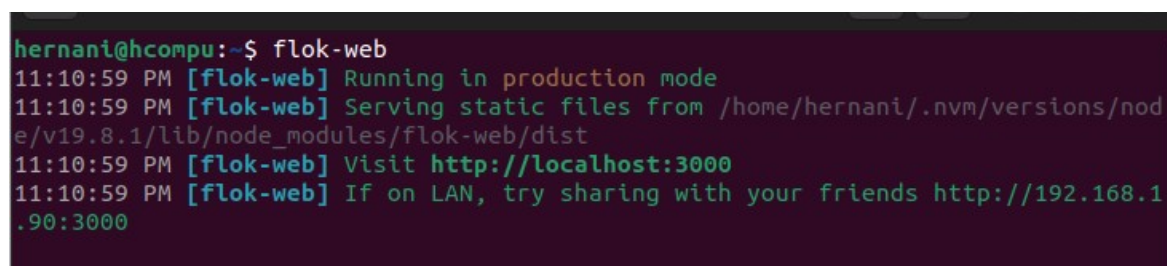 hernani@hcompu:~$ flok-web
11:10:59 PM [flok-web] Running in production mode
11:10:59 PM [flok-web] Serving static files from /home/hernani/.nvm/versions/nod
e/v19.8.1/lib/node_modules/flok-web/dist
11:10:59 PM [flok-web] Visit http://localhost:3000
11:10:59 PM [flok-web] If on LAN, try sharing with your friends http://192.168.1
.90:3000